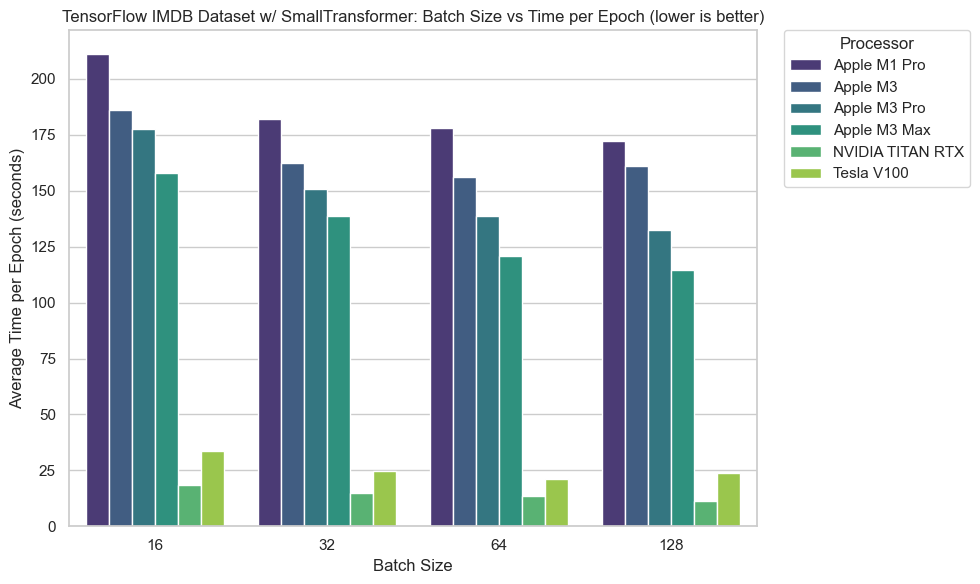 TensorFlow IMDB Dataset w/ SmallTransformer: Batch Size vs Time per Epoch (lower is better)
Processor
Apple M1 Pro
Apple M3
Apple M3 Pro
Apple M3 Max
NVIDIA TITAN RTX
Tesla V100
Average Time per Epoch (seconds)
200
175
150
125
100
75
50
25
0
16
32
64
128
Batch Size